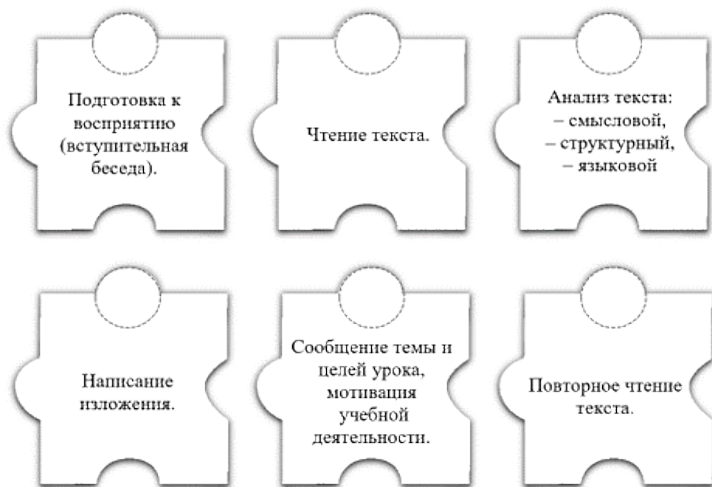 Подготовка к
восприятию
(вступительная
беседа).
Чтение текста.
Анализ текста:
– смысловой,
– структурный,
– языковой
Написание
изложения.
Сообщение темы и
целей урока,
мотивация
учебной
деятельности.
Повторное чтение
текста.